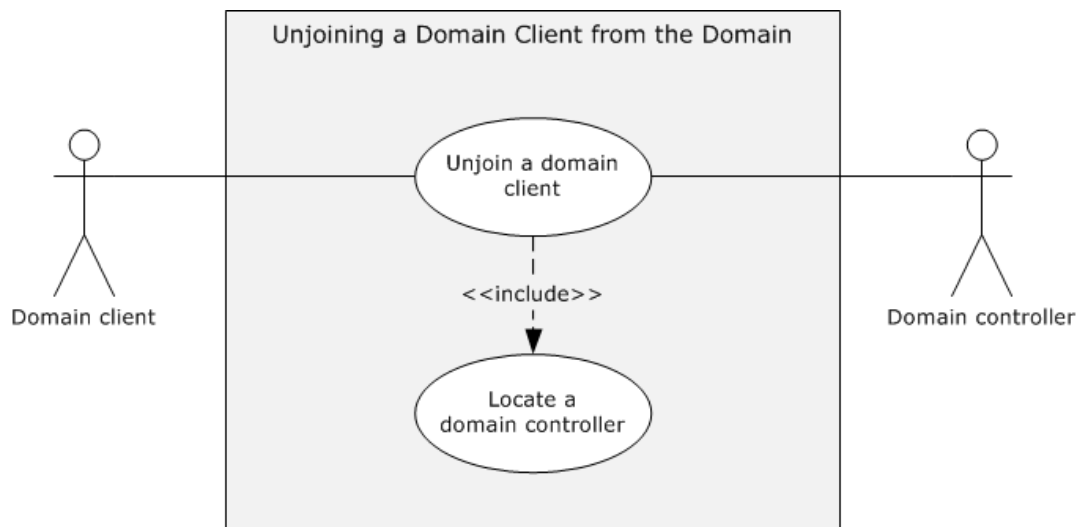 Unjoining a Domain Client from the Domain
Unjoin a domain
client
<<include>>
Domain client
Domain controller
Locate a
domain controller